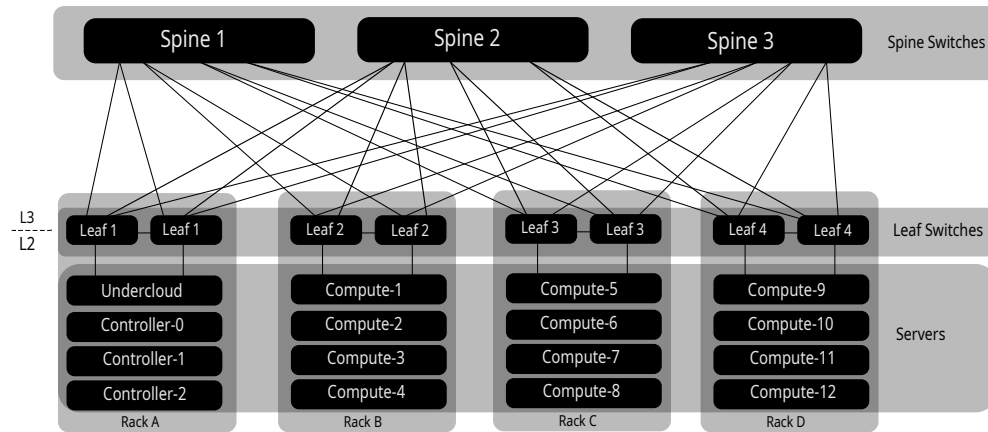 Spine 1
Spine 2
Spine 3
Spine Switches
L3
L2
Leaf 1
Leaf 1
Leaf 2
Leaf 2
Leaf 3
Leaf 3
Leaf 4
Leaf 4
Leaf Switches
Undercloud
Controller-0
Controller-1
Controller-2
Compute-1
Compute-2
Compute-3
Compute-4
Compute-5
Compute-6
Compute-7
Compute-8
Compute-9
Compute-10
Compute-11
Compute-12
Servers
Rack A
Rack B
Rack C
Rack D